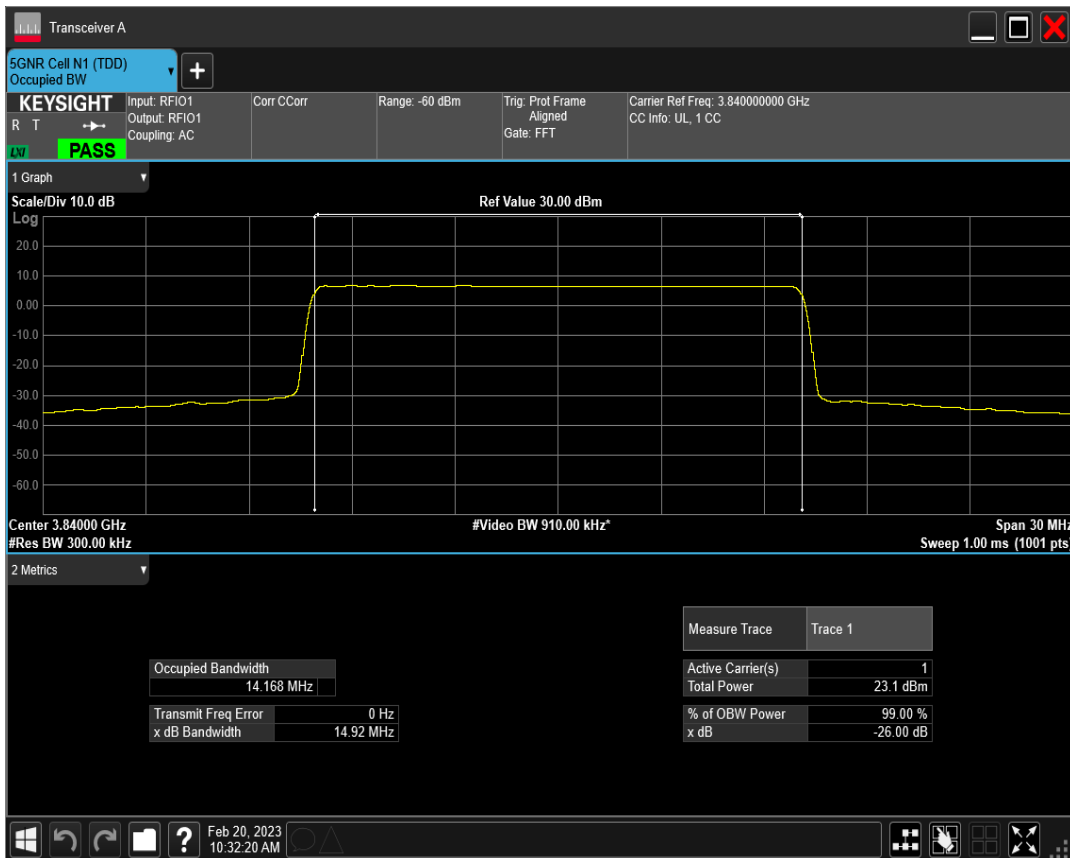 Transceiver A
5GNR Cell N1 (TDD)
Occupied BW
KEYSIGHT
R T
LXI
PASS
Input: RFIO1
Output: RFIO1
Coupling: AC
Corr CCorr
Range: -60 dBm
Trig: Prot Frame
Aligned
Gate: FFT
Carrier Ref Freq: 3.840000000 GHz
CC Info: UL, 1 CC
1 Graph
Scale/Div 10.0 dB
Ref Value 30.00 dBm
Log
20.0
10.0
0.00
-10.0
-20.0
-30.0
-40.0
-50.0
-60.0
Center 3.84000 GHz
#Video BW 910.00 kHz*
Span 30 MHz
#Res BW 300.00 kHz
Sweep 1.00 ms (1001 pts)
2 Metrics
Measure Trace Trace 1
Occupied Bandwidth
14.168 MHz
Active Carrier(s) 1
Total Power 23.1 dBm
Transmit Freq Error 0 Hz
x dB Bandwidth 14.92 MHz
% of OBW Power 99.00 %
x dB -26.00 dB
?
Feb 20, 2023
10:32:20 AM